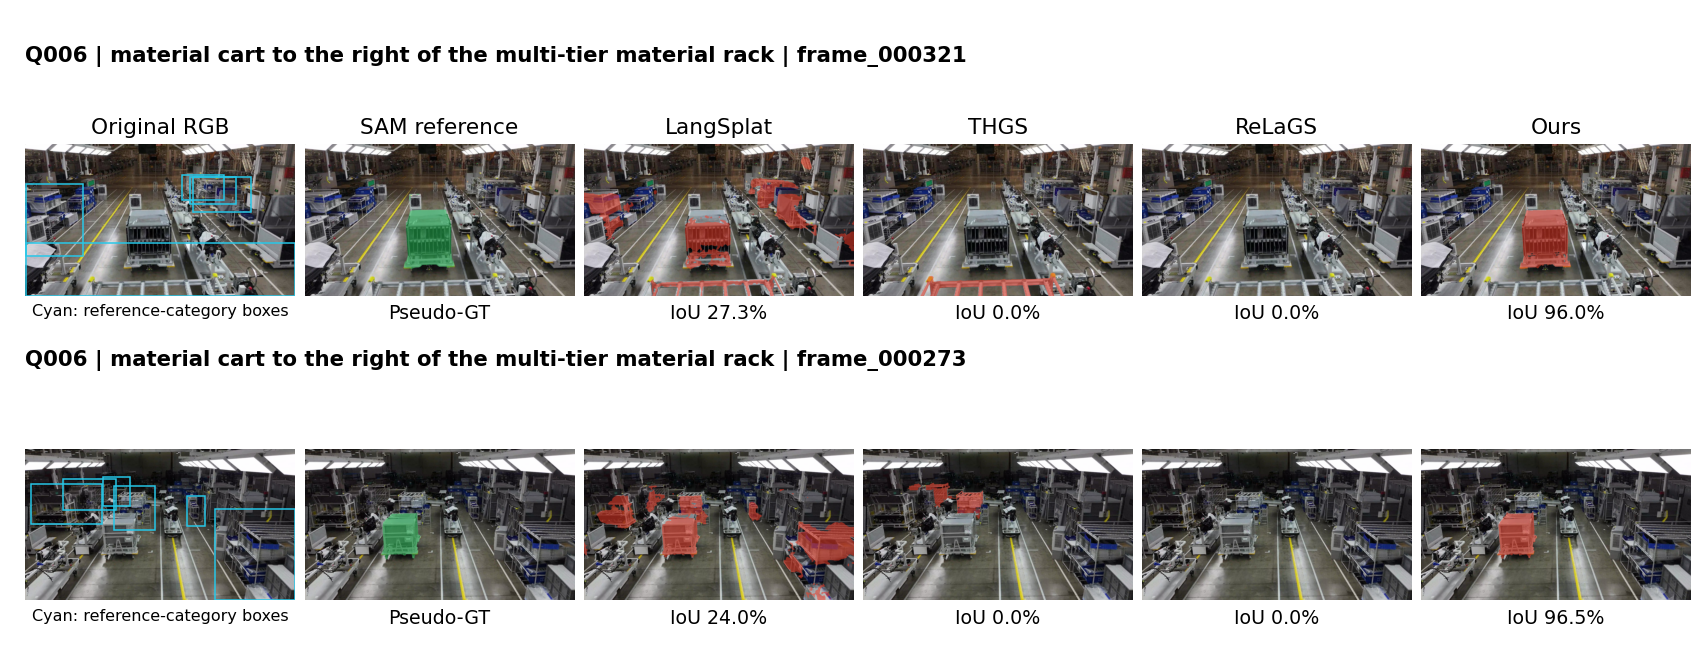 Q006 | material cart to the right of the multi-tier material rack | frame_000321
Original RGB
SAM reference
LangSplat
THGS
ReLaGS
Ours
Cyan: reference-category boxes
Pseudo-GT
IoU 27.3%
IoU 0.0%
IoU 0.0%
IoU 96.0%
Q006 | material cart to the right of the multi-tier material rack | frame_000273
Cyan: reference-category boxes
Pseudo-GT
IoU 24.0%
IoU 0.0%
IoU 0.0%
IoU 96.5%